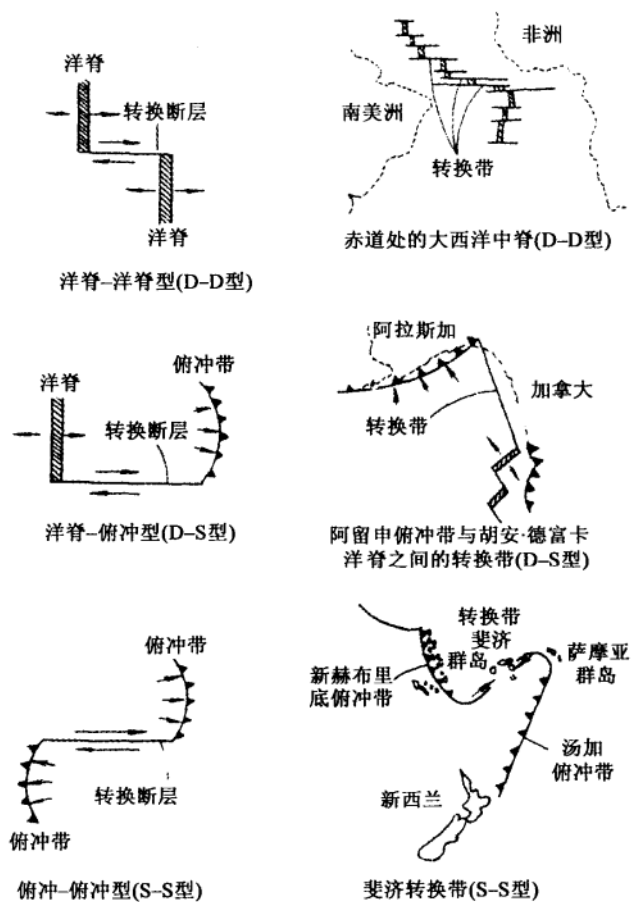 洋脊
转换断层
洋脊
洋脊–洋脊型(D–D型)
非洲
南美洲
转换带
赤道处的大西洋中脊(D–D型)
俯冲带
洋脊
转换断层
洋脊–俯冲型(D–S型)
阿拉斯加
加拿大
转换带
阿留申俯冲带与胡安·德富卡
洋脊之间的转换带(D–S型)
俯冲带
转换断层
俯冲带
俯冲–俯冲型(S–S型)
转换带
斐济
群岛
萨摩亚
群岛
新赫布里
底俯冲带
汤加
俯冲带
新西兰
斐济转换带(S–S型)